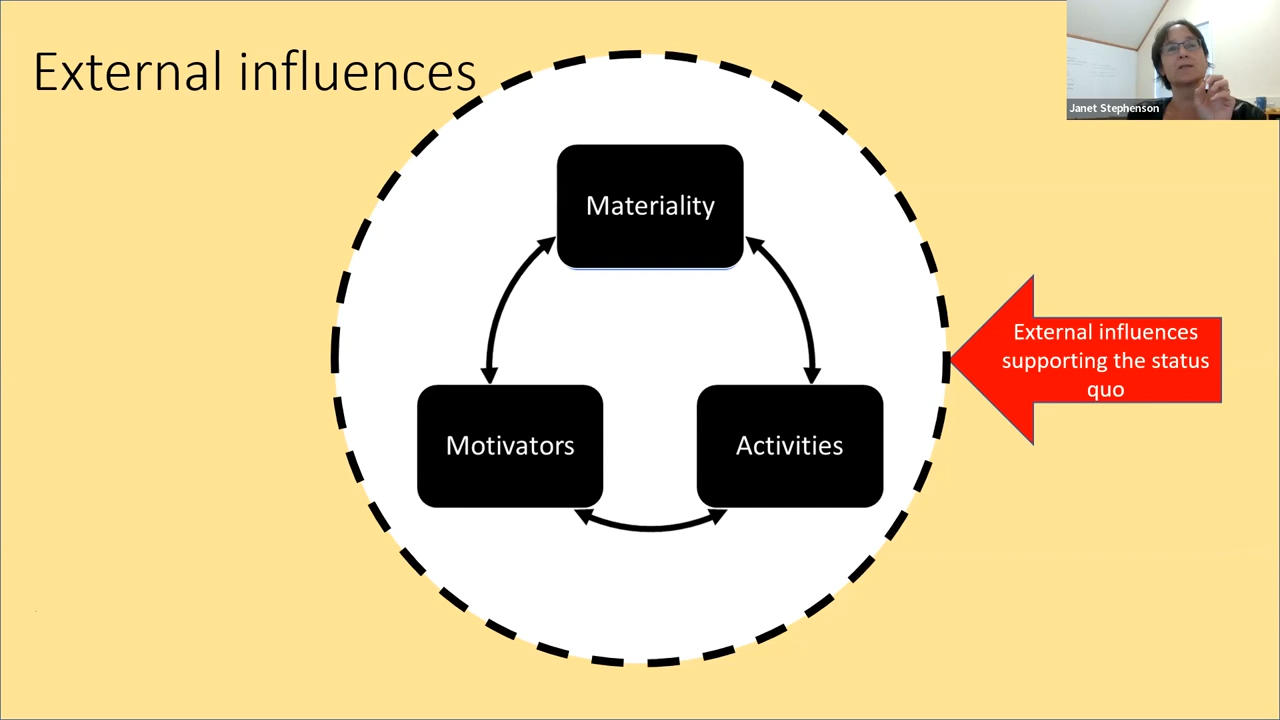 External influences
Janet Stephenson
Materiality
External influences
supporting the status
quo
Motivators
Activities